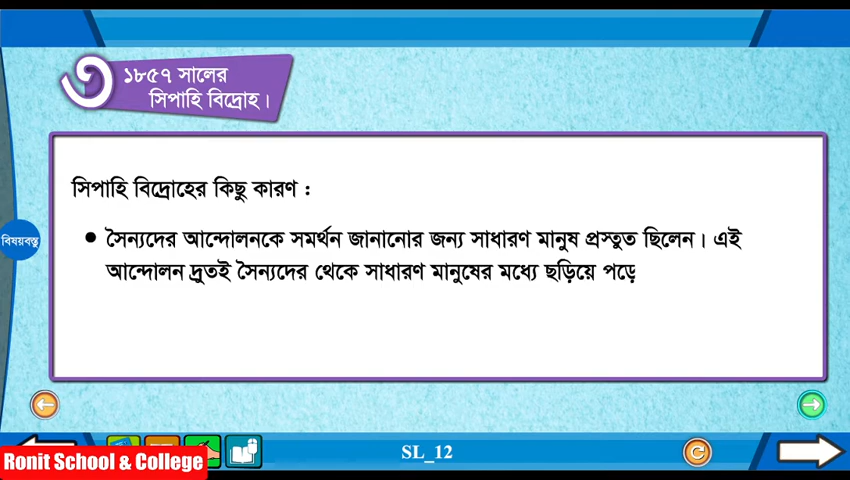 ৩
১৮৫৭ সালের
সিপাহি বিদ্রোহ।
সিপাহি বিদ্রোহের কিছু কারণ :
● সৈন্যদের আন্দোলনকে সমর্থন জানানোর জন্য সাধারণ মানুষ প্রস্তুত ছিলেন। এই
আন্দোলন দ্রুতই সৈন্যদের থেকে সাধারণ মানুষের মধ্যে ছড়িয়ে পড়ে
বিষয়বস্তু
SL_12
Ronit School & College